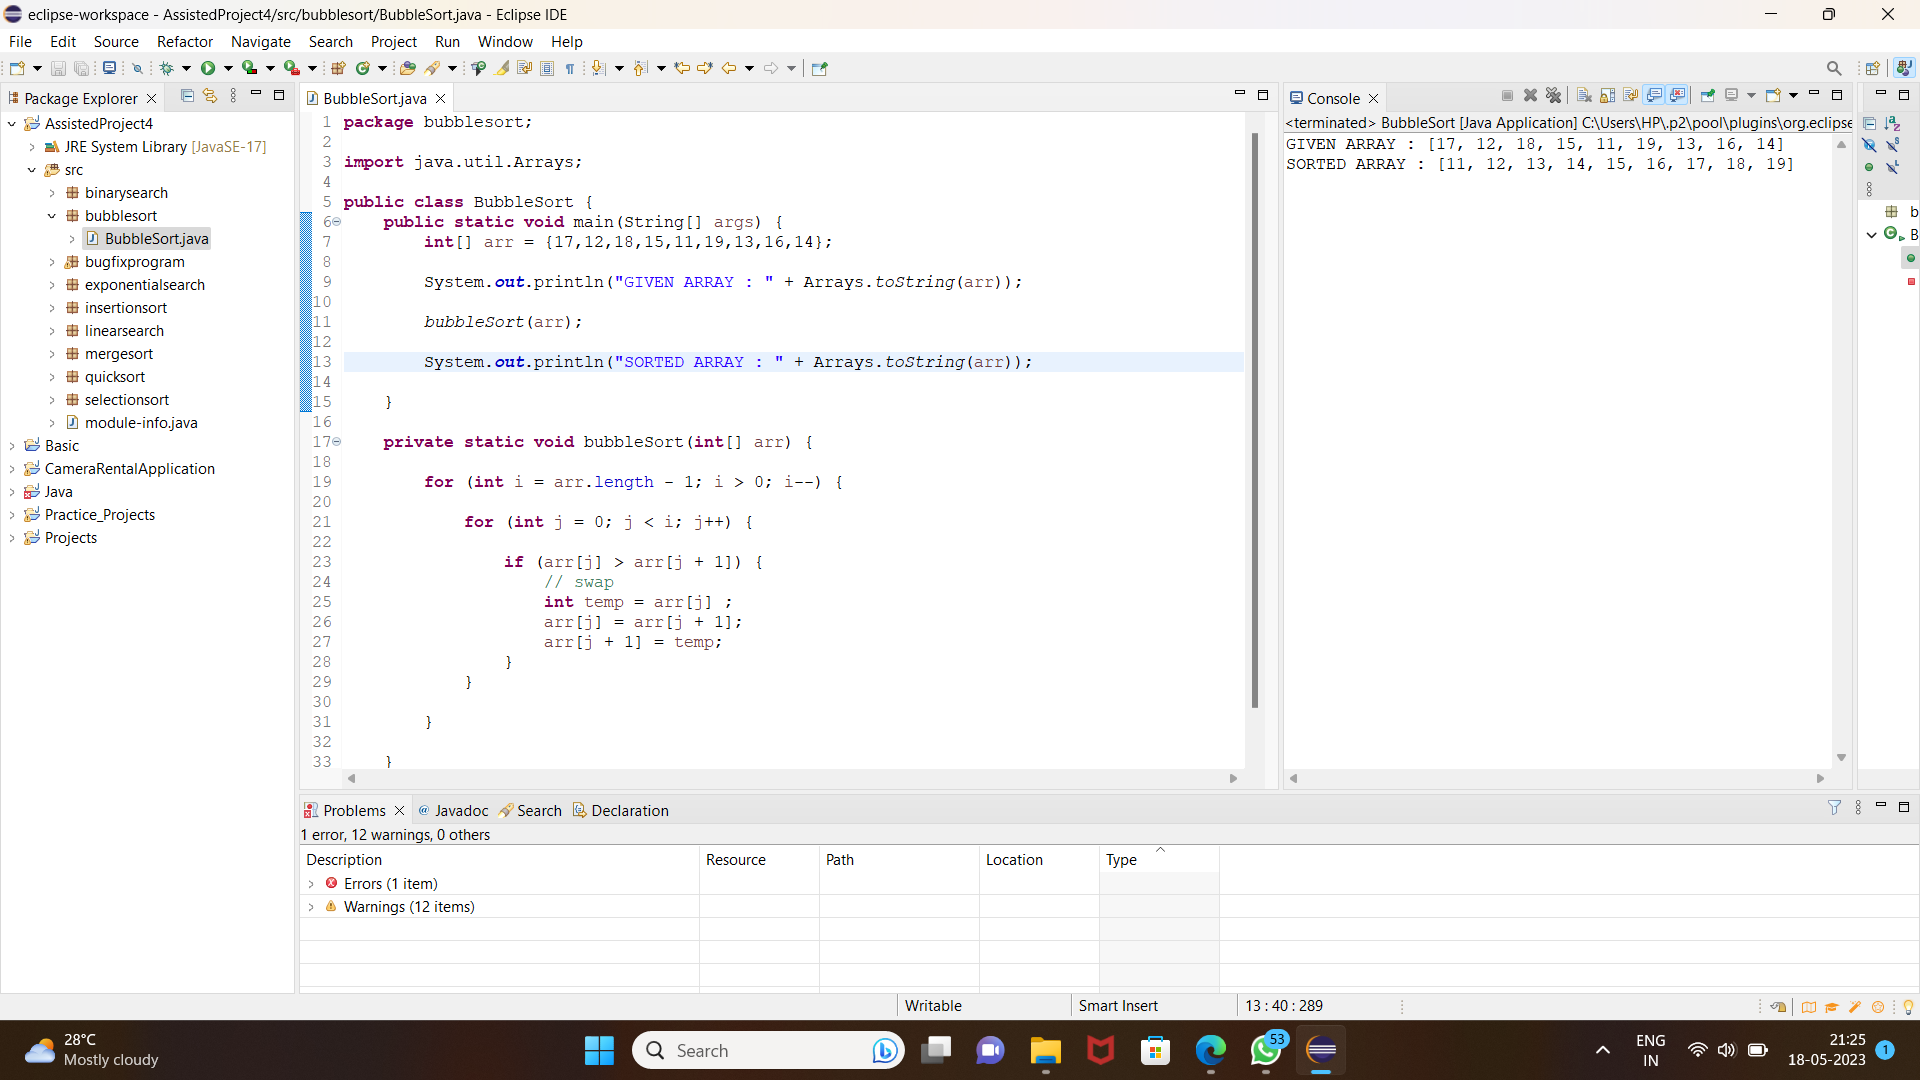 eclipse-workspace - AssistedProject4/src/bubblesort/BubbleSort.java - Eclipse IDE
File Edit Source Refactor Navigate Search Project Run Window Help
Package Explorer
AssistedProject4
JRE System Library [JavaSE-17]
src
binarysearch
bubblesort
BubbleSort.java
bugfixprogram
exponentialsearch
insertionsort
linearsearch
mergesort
quicksort
selectionsort
module-info.java
Basic
CameraRentalApplication
Java
Practice_Projects
Projects
BubbleSort.java
1 package bubblesort;
2
3 import java.util.Arrays;
4
5 public class BubbleSort {
6 public static void main(String[] args) {
7 int[] arr = {17,12,18,15,11,19,13,16,14};
8
9 System.out.println("GIVEN ARRAY : " + Arrays.toString(arr));
10
11 bubbleSort(arr);
12
13 System.out.println("SORTED ARRAY : " + Arrays.toString(arr));
14
15 }
16
17 private static void bubbleSort(int[] arr) {
18
19 for (int i = arr.length - 1; i > 0; i--) {
20
21 for (int j = 0; j < i; j++) {
22
23 if (arr[j] > arr[j + 1]) {
24 // swap
25 int temp = arr[j] ;
26 arr[j] = arr[j + 1];
27 arr[j + 1] = temp;
28 }
29 }
30
31 }
32
33 }
Console
<terminated> BubbleSort [Java Application] C:\Users\HP\.p2\pool\plugins\org.eclipse
GIVEN ARRAY : [17, 12, 18, 15, 11, 19, 13, 16, 14]
SORTED ARRAY : [11, 12, 13, 14, 15, 16, 17, 18, 19]
b
B
Problems Javadoc Search Declaration
1 error, 12 warnings, 0 others
Description Resource Path Location Type
Errors (1 item)
Warnings (12 items)
Writable Smart Insert 13 : 40 : 289
28°C
Mostly cloudy
Search
53
ENG
IN
21:25
18-05-2023
1